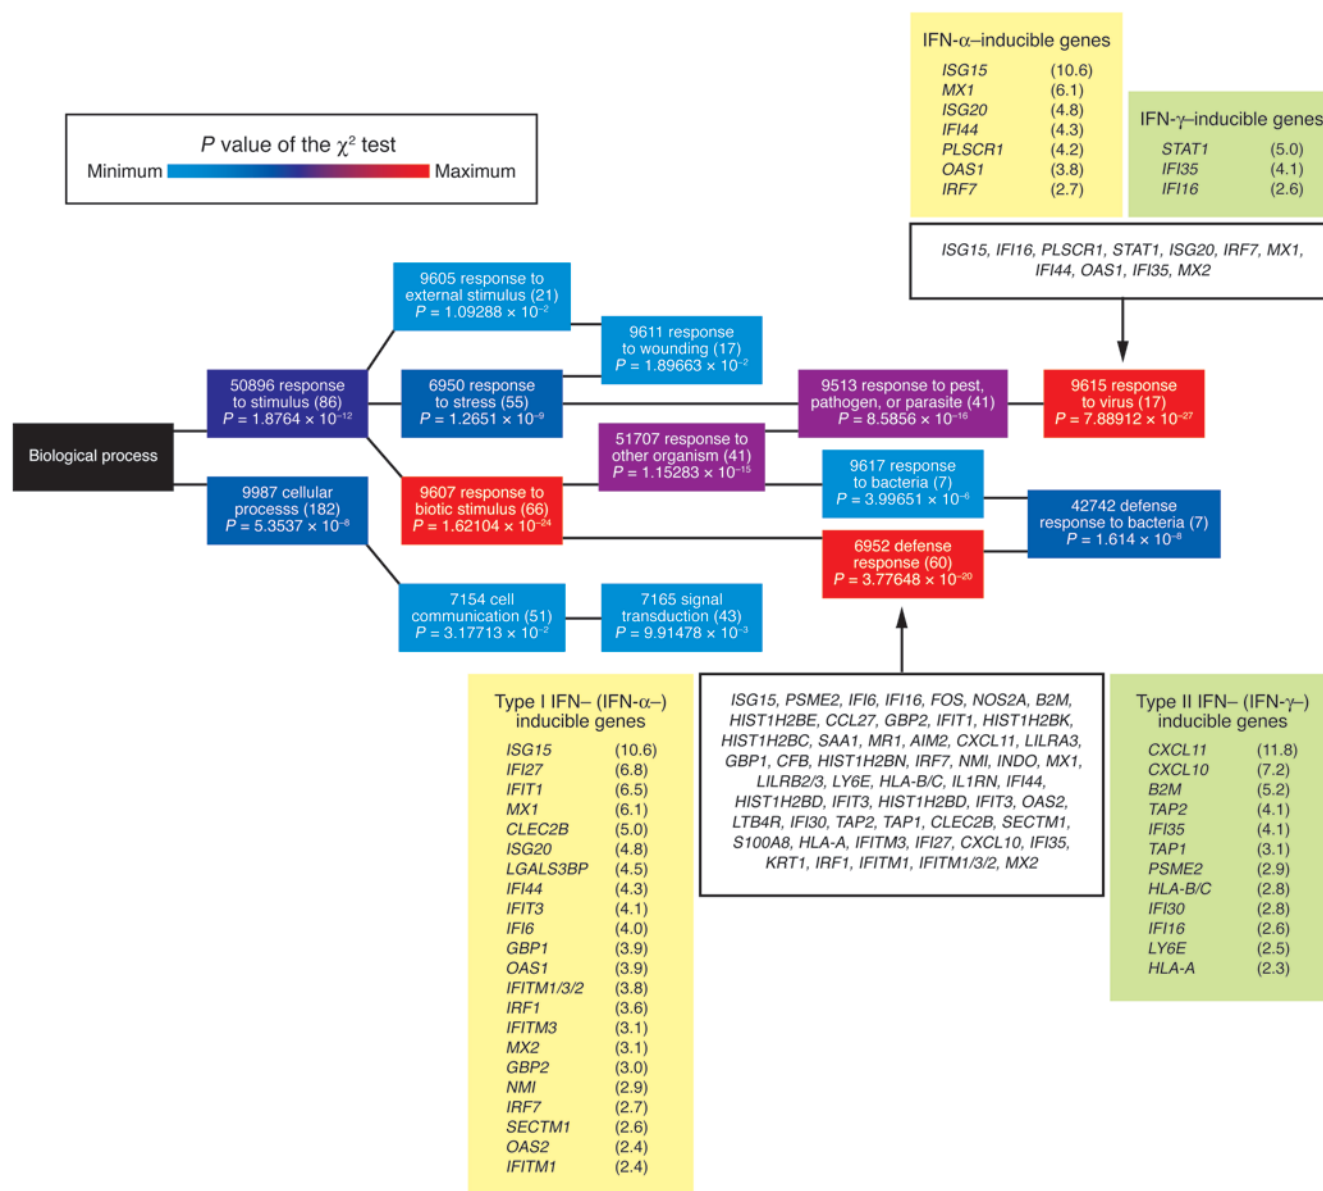 IFN-α–inducible genes
ISG15 (10.6)
MX1 (6.1)
ISG20 (4.8)
IFI44 (4.3)
PLSCR1 (4.2)
OAS1 (3.8)
IRF7 (2.7)
IFN-γ–inducible genes
STAT1 (5.0)
IFI35 (4.1)
IFI16 (2.6)
P value of the χ² test
Minimum Maximum
ISG15, IFI16, PLSCR1, STAT1, ISG20, IRF7, MX1,
IFI44, OAS1, IFI35, MX2
9605 response to
external stimulus (21)
P = 1.09288 × 10⁻²
9611 response
to wounding (17)
P = 1.89663 × 10⁻²
50896 response
to stimulus (86)
P = 1.8764 × 10⁻¹²
6950 response
to stress (55)
P = 1.2651 × 10⁻⁹
9513 response to pest,
pathogen, or parasite (41)
P = 8.5856 × 10⁻¹⁶
9615 response
to virus (17)
P = 7.88912 × 10⁻²⁷
Biological process
51707 response to
other organism (41)
P = 1.15283 × 10⁻¹⁵
9617 response
to bacteria (7)
P = 3.99651 × 10⁻⁶
9987 cellular
processs (182)
P = 5.3537 × 10⁻⁸
9607 response to
biotic stimulus (66)
P = 1.62104 × 10⁻²⁴
42742 defense
response to bacteria (7)
P = 1.614 × 10⁻⁸
6952 defense
response (60)
P = 3.77648 × 10⁻²⁰
7154 cell
communication (51)
P = 3.17713 × 10⁻²
7165 signal
transduction (43)
P = 9.91478 × 10⁻³
Type I IFN– (IFN-α–)
inducible genes
ISG15 (10.6)
IFI27 (6.8)
IFIT1 (6.5)
MX1 (6.1)
CLEC2B (5.0)
ISG20 (4.8)
LGALS3BP (4.5)
IFI44 (4.3)
IFIT3 (4.1)
IFI6 (4.0)
GBP1 (3.9)
OAS1 (3.9)
IFITM1/3/2 (3.8)
IRF1 (3.6)
IFITM3 (3.1)
MX2 (3.1)
GBP2 (3.0)
NMI (2.9)
IRF7 (2.7)
SECTM1 (2.6)
OAS2 (2.4)
IFITM1 (2.4)
ISG15, PSME2, IFI6, IFI16, FOS, NOS2A, B2M,
HIST1H2BE, CCL27, GBP2, IFIT1, HIST1H2BK,
HIST1H2BC, SAA1, MR1, AIM2, CXCL11, LILRA3,
GBP1, CFB, HIST1H2BN, IRF7, NMI, INDO, MX1,
LILRB2/3, LY6E, HLA-B/C, IL1RN, IFI44,
HIST1H2BD, IFIT3, HIST1H2BD, IFIT3, OAS2,
LTB4R, IFI30, TAP2, TAP1, CLEC2B, SECTM1,
S100A8, HLA-A, IFITM3, IFI27, CXCL10, IFI35,
KRT1, IRF1, IFITM1, IFITM1/3/2, MX2
Type II IFN– (IFN-γ–)
inducible genes
CXCL11 (11.8)
CXCL10 (7.2)
B2M (5.2)
TAP2 (4.1)
IFI35 (4.1)
TAP1 (3.1)
PSME2 (2.9)
HLA-B/C (2.8)
IFI30 (2.8)
IFI16 (2.6)
LY6E (2.5)
HLA-A (2.3)